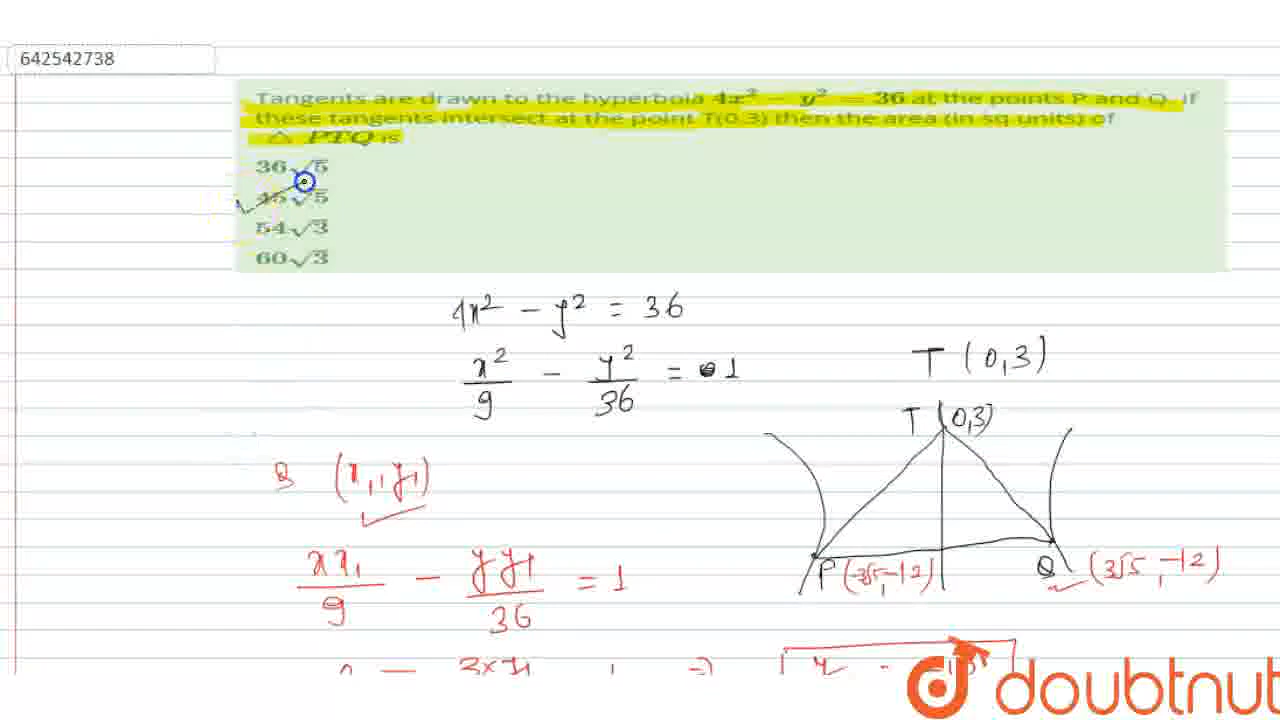 642542738
Tangents are drawn to the hyperbola 4x² − y² = 36 at the points P and Q. If
these tangents intersect at the point T(0,3) then the area (in sq units) of
△ PTQ is
36√5
45√5
54√3
60√3
4x² − y² = 36
x²/9 − y²/36 = 1
T (0,3)
T (0,3)
Q (x₁, y₁)
P (-3√5, -12)
Q (3√5, -12)
xx₁/9 − yy₁/36 = 1
doubtnut